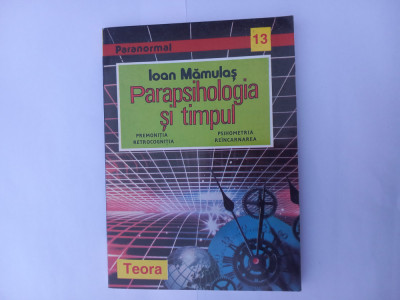 Paranormal
13
Ioan Mămulaș
Parapsihologia
și timpul
PREMONIȚIA PSIHOMETRIA
RETROCOGNIȚIA REÎNCARNAREA
Teora